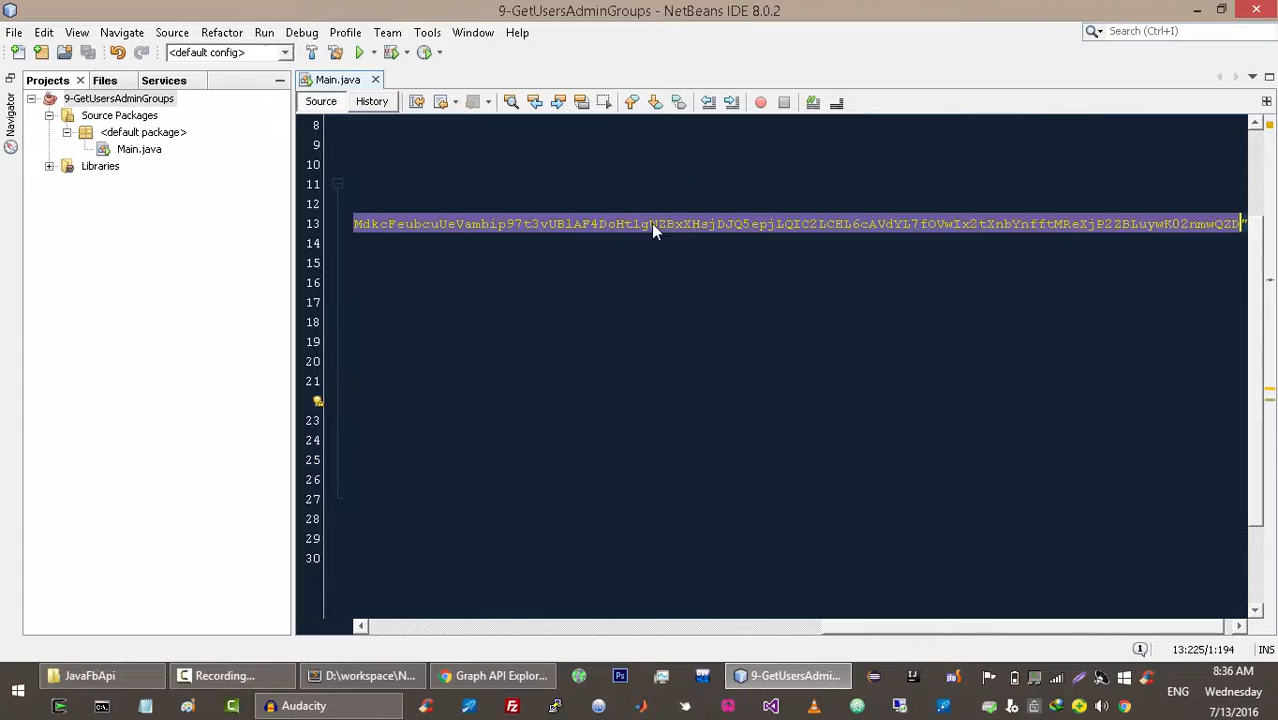 9-GetUsersAdminGroups - NetBeans IDE 8.0.2
File Edit View Navigate Source Refactor Run Debug Profile Team Tools Window Help
Search (Ctrl+I)
<default config>
Projects Files Services
Main.java
Navigator
9-GetUsersAdminGroups
Source Packages
<default package>
Main.java
Libraries
Source History
8
9
10
11
12
13
14
15
16
17
18
19
20
21
23
24
25
26
27
28
29
30
13:225/1:194 INS
JavaFbApi
Recording...
D:\workspace\N...
Graph API Explor...
9-GetUsersAdmi...
Audacity
ENG
8:36 AM
Wednesday
7/13/2016